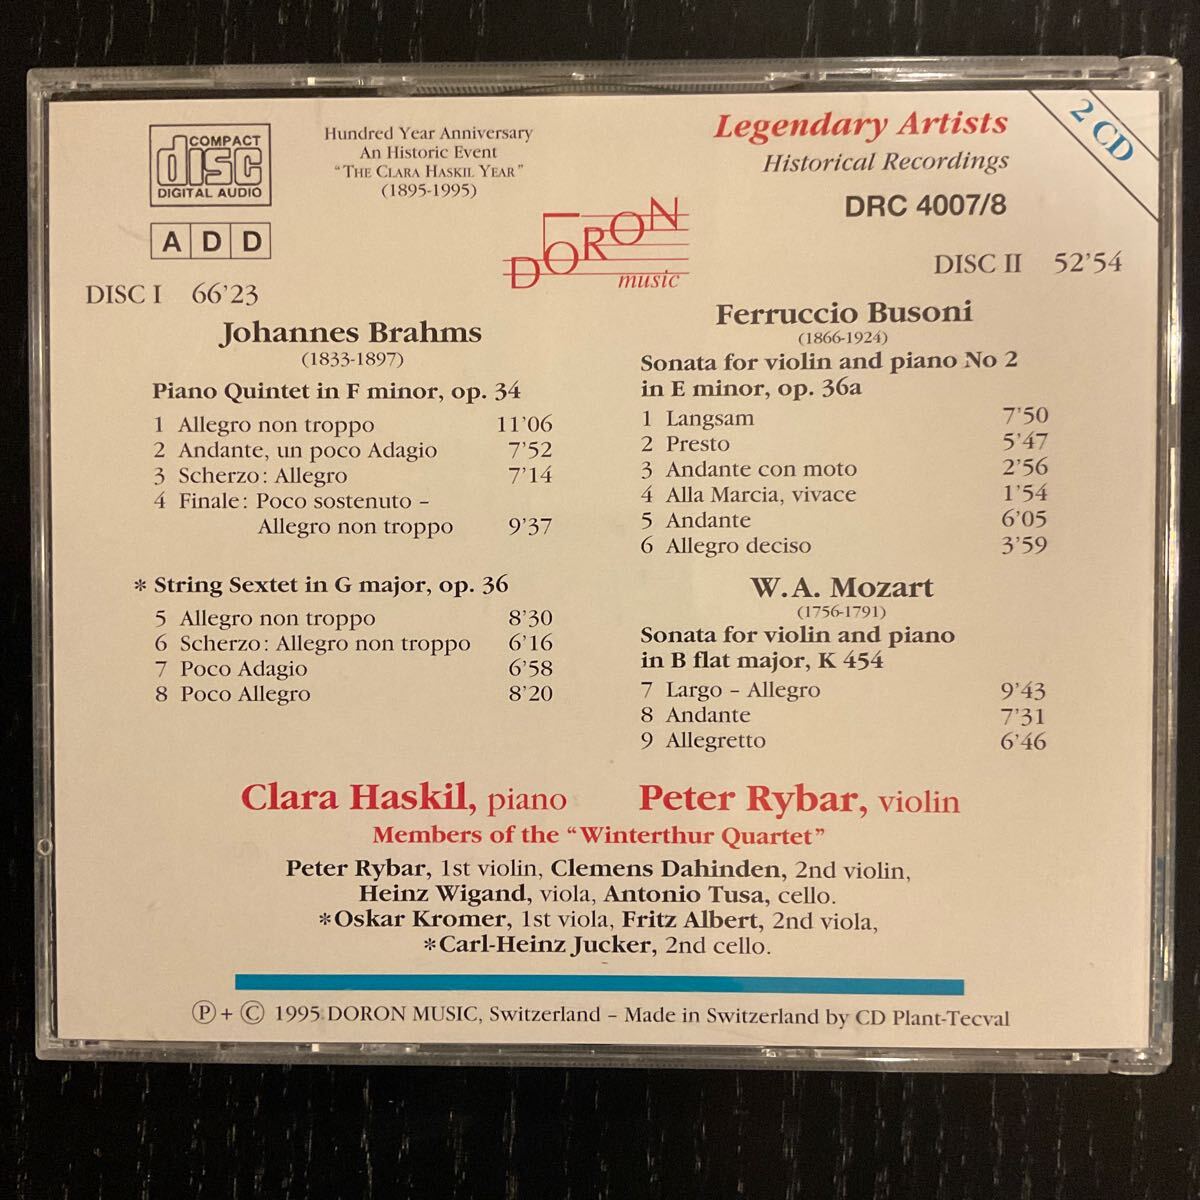 COMPACT
disc
DIGITAL AUDIO
A D D
Hundred Year Anniversary
An Historic Event
“THE CLARA HASKIL YEAR”
(1895-1995)
DORON
music
Legendary Artists
Historical Recordings
DRC 4007/8
2 CD
DISC I 66’23
Johannes Brahms
(1833-1897)
Piano Quintet in F minor, op. 34
1 Allegro non troppo 11’06
2 Andante, un poco Adagio 7’52
3 Scherzo: Allegro 7’14
4 Finale: Poco sostenuto –
Allegro non troppo 9’37
* String Sextet in G major, op. 36
5 Allegro non troppo 8’30
6 Scherzo: Allegro non troppo 6’16
7 Poco Adagio 6’58
8 Poco Allegro 8’20
DISC II 52’54
Ferruccio Busoni
(1866-1924)
Sonata for violin and piano No 2
in E minor, op. 36a
1 Langsam 7’50
2 Presto 5’47
3 Andante con moto 2’56
4 Alla Marcia, vivace 1’54
5 Andante 6’05
6 Allegro deciso 3’59
W. A. Mozart
(1756-1791)
Sonata for violin and piano
in B flat major, K 454
7 Largo – Allegro 9’43
8 Andante 7’31
9 Allegretto 6’46
Clara Haskil, piano Peter Rybar, violin
Members of the “Winterthur Quartet”
Peter Rybar, 1st violin, Clemens Dahinden, 2nd violin,
Heinz Wigand, viola, Antonio Tusa, cello.
*Oskar Kromer, 1st viola, Fritz Albert, 2nd viola,
*Carl-Heinz Jucker, 2nd cello.
Ⓟ + © 1995 DORON MUSIC, Switzerland – Made in Switzerland by CD Plant-Tecval